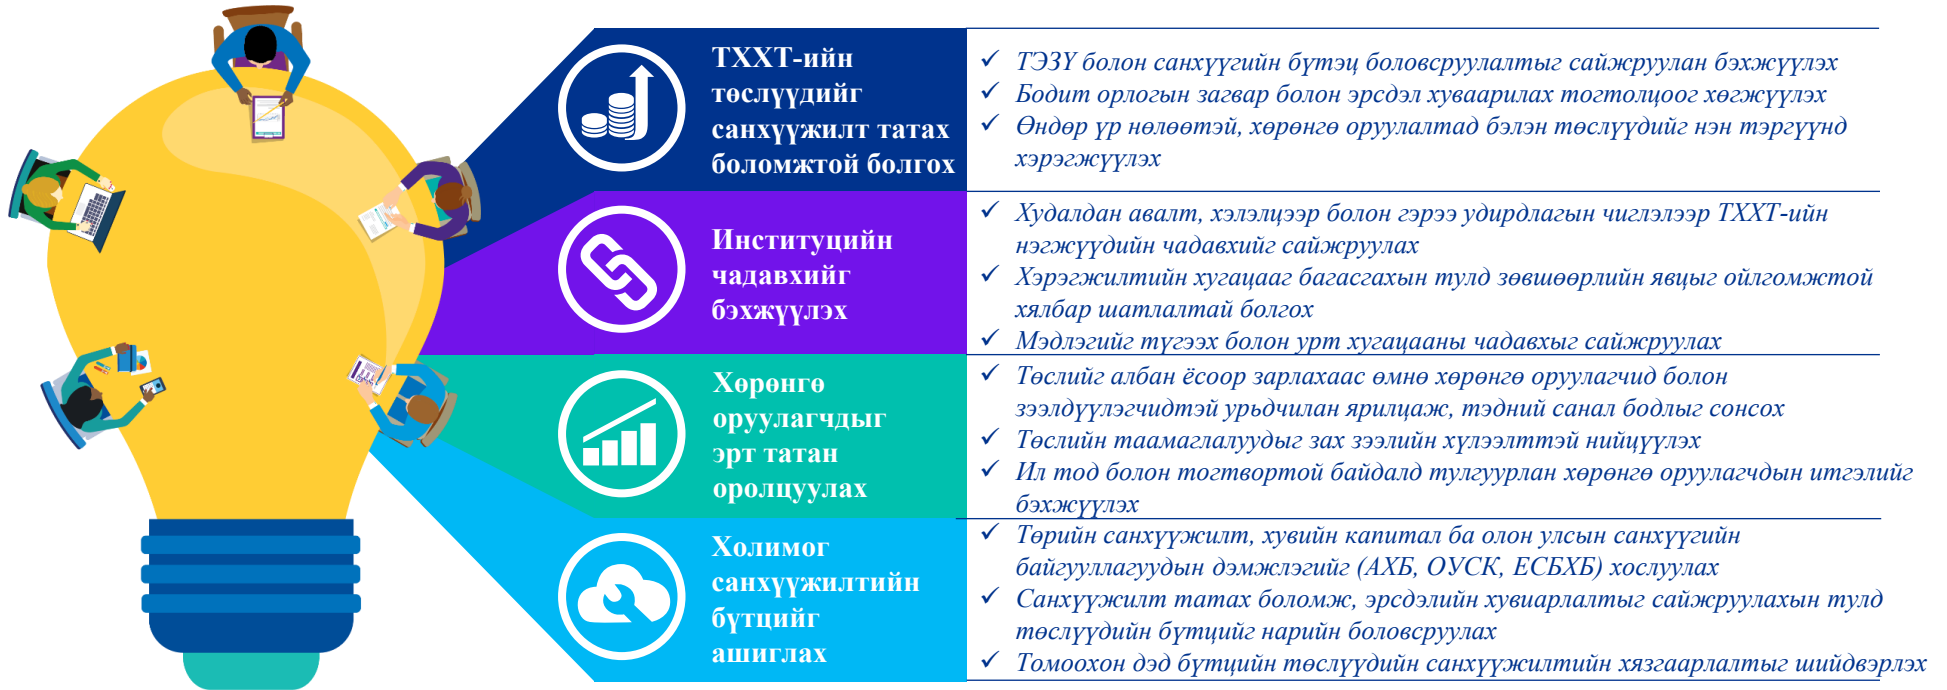 ТХХТ-ийн
төслүүдийг
санхүүжилт татах
боломжтой болгох
✓ ТЭЗҮ болон санхүүгийн бүтэц боловсруулалтыг сайжруулан бэхжүүлэх
✓ Бодит орлогын загвар болон эрсдэл хуваарилах тогтолцоог хөгжүүлэх
✓ Өндөр үр нөлөөтэй, хөрөнгө оруулалтад бэлэн төслүүдийг нэн тэргүүнд
хэрэгжүүлэх
Институцийн
чадавхийг
бэхжүүлэх
✓ Худалдан авалт, хэлэлцээр болон гэрээ удирдлагын чиглэлээр ТХХТ-ийн
нэгжүүдийн чадавхийг сайжруулах
✓ Хэрэгжилтийн хугацааг багасгахын тулд зөвшөөрлийн явцыг ойлгомжтой
хялбар шатлалтай болгох
✓ Мэдлэгийг түгээх болон урт хугацааны чадавхыг сайжруулах
Хөрөнгө
оруулагчдыг
эрт татан
оролцуулах
✓ Төслийг албан ёсоор зарлахаас өмнө хөрөнгө оруулагчид болон
зээлдүүлэгчидтэй урьдчилан ярилцаж, тэдний санал бодлыг сонсох
✓ Төслийн таамаглалуудыг зах зээлийн хүлээлттэй нийцүүлэх
✓ Ил тод болон тогтвортой байдалд тулгуурлан хөрөнгө оруулагчдын итгэлийг
бэхжүүлэх
Холимог
санхүүжилтийн
бүтцийг
ашиглах
✓ Төрийн санхүүжилт, хувийн капитал ба олон улсын санхүүгийн
байгууллагуудын дэмжлэгийг (АХБ, ОУСК, ЕСБХБ) хослуулах
✓ Санхүүжилт татах боломж, эрсдэлийн хувиарлалтыг сайжруулахын тулд
төслүүдийн бүтцийг нарийн боловсруулах
✓ Томоохон дэд бүтцийн төслүүдийн санхүүжилтийн хязгаарлалтыг шийдвэрлэх